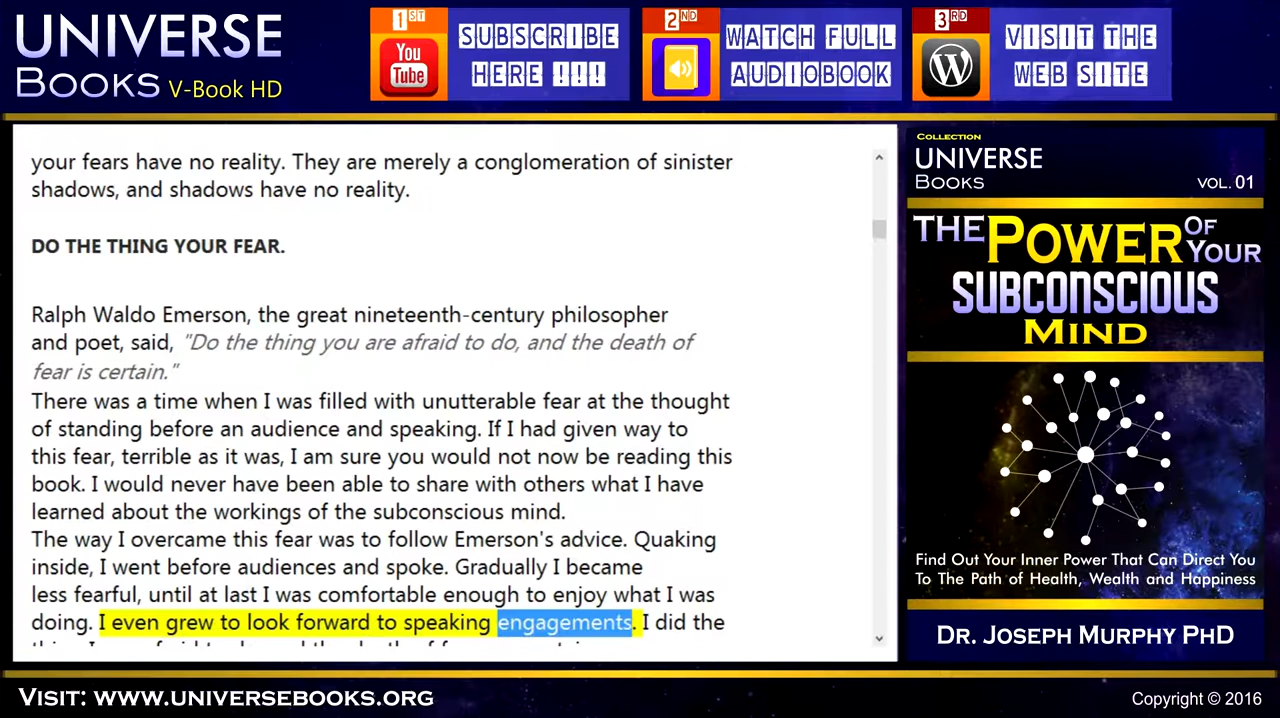 UNIVERSE
BOOKS V-Book HD
1ST
You
Tube
SUBSCRIBE
HERE !!!
2ND
WATCH FULL
AUDIOBOOK
3RD
VISIT THE
WEB SITE
your fears have no reality. They are merely a conglomeration of sinister
shadows, and shadows have no reality.
DO THE THING YOUR FEAR.
Ralph Waldo Emerson, the great nineteenth-century philosopher
and poet, said, "Do the thing you are afraid to do, and the death of
fear is certain."
There was a time when I was filled with unutterable fear at the thought
of standing before an audience and speaking. If I had given way to
this fear, terrible as it was, I am sure you would not now be reading this
book. I would never have been able to share with others what I have
learned about the workings of the subconscious mind.
The way I overcame this fear was to follow Emerson's advice. Quaking
inside, I went before audiences and spoke. Gradually I became
less fearful, until at last I was comfortable enough to enjoy what I was
doing. I even grew to look forward to speaking engagements. I did the
COLLECTION
UNIVERSE
BOOKS
VOL. 01
THE POWER OF
YOUR
SUBCONSCIOUS
MIND
Find Out Your Inner Power That Can Direct You
To The Path of Health, Wealth and Happiness
DR. JOSEPH MURPHY PHD
VISIT: WWW.UNIVERSEBOOKS.ORG
Copyright © 2016